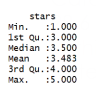 stars
Min.   :1.000
1st Qu.:3.000
Median :3.500
Mean   :3.483
3rd Qu.:4.000
Max.   :5.000